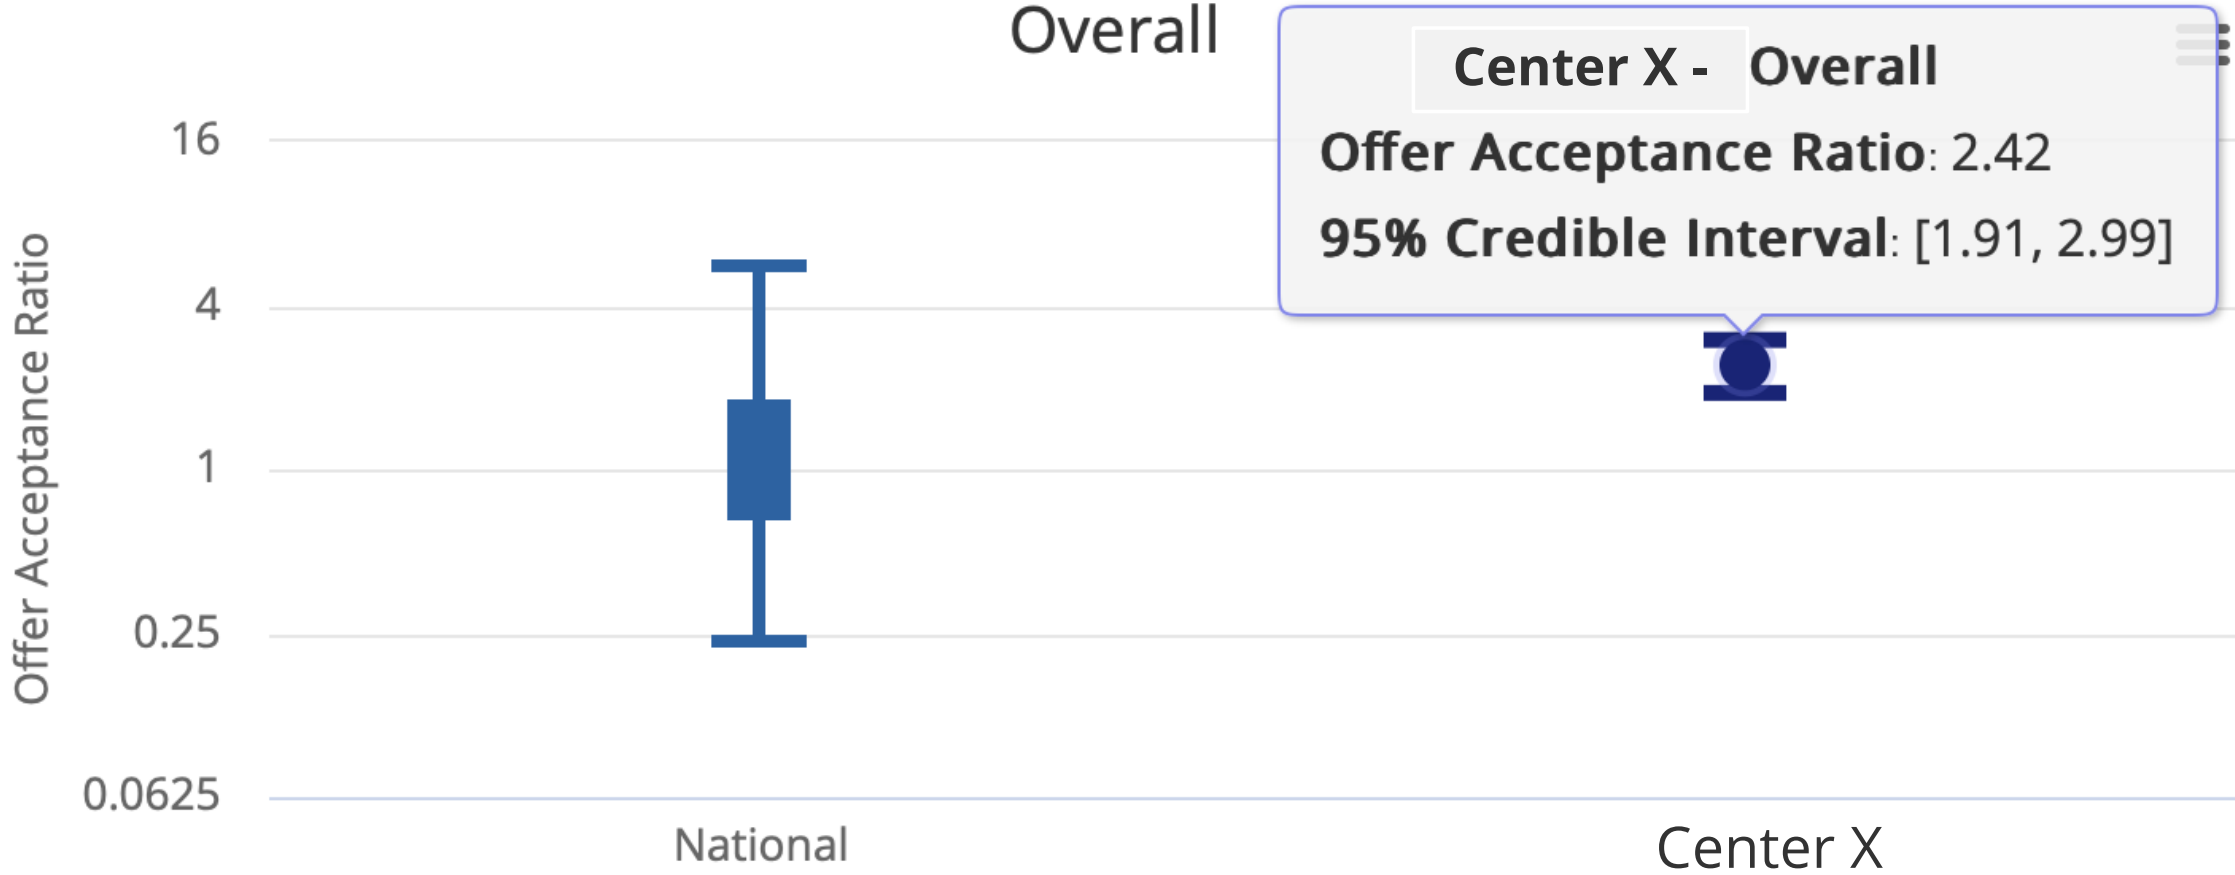 Overall
Center X - Overall
Offer Acceptance Ratio: 2.42
95% Credible Interval: [1.91, 2.99]
Offer Acceptance Ratio
16
4
1
0.25
0.0625
National
Center X